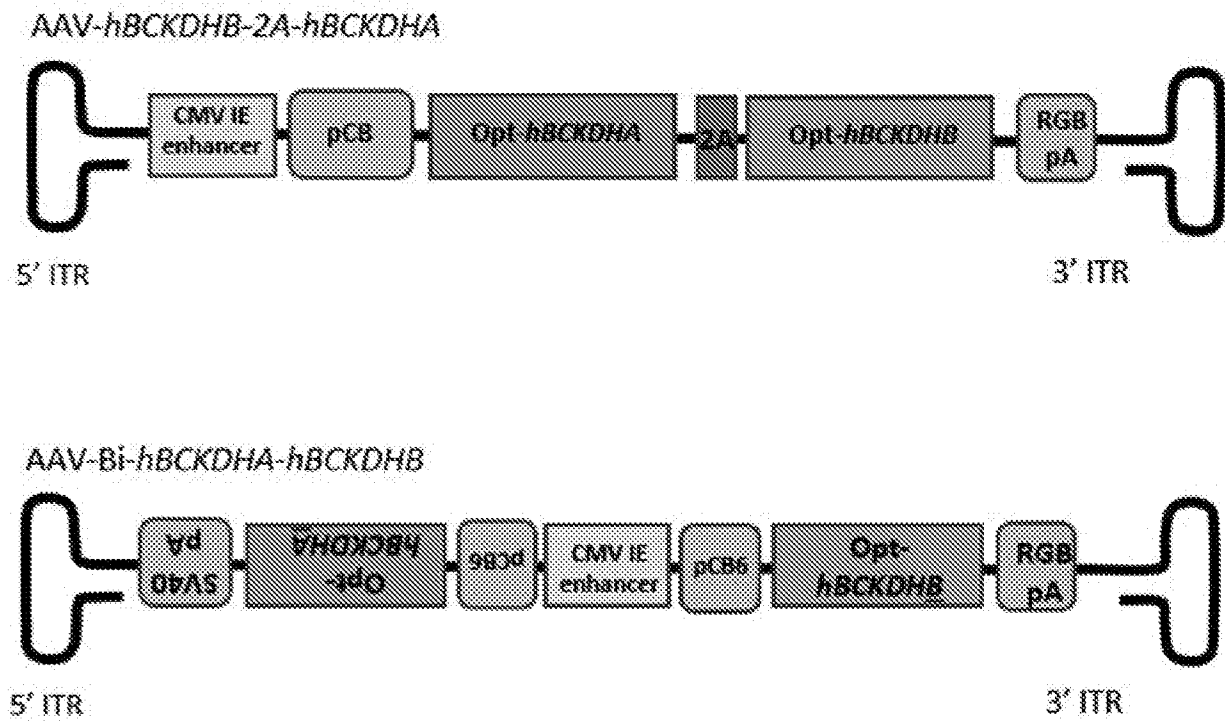 AAV-hBCKDHB-2A-hBCKDHA
CMV IE
enhancer
pCB
Opt-hBCKDHA
2A
Opt-hBCKDHB
RGB
pA
5' ITR
3' ITR
AAV-Bi-hBCKDHA-hBCKDHB
SV40
pA
Opt-
hBCKDHA
pCB6
CMV IE
enhancer
pCB6
Opt-
hBCKDHB
RGB
pA
5' ITR
3' ITR